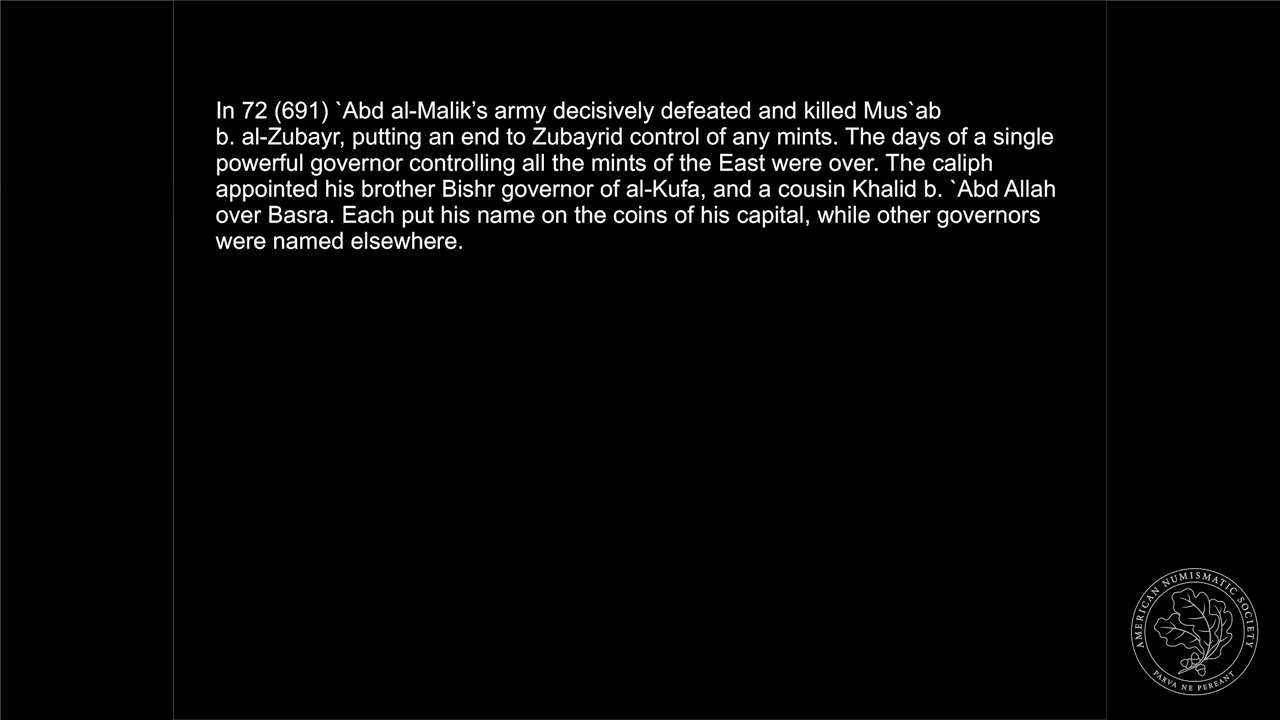 In 72 (691) `Abd al-Malik’s army decisively defeated and killed Mus`ab
b. al-Zubayr, putting an end to Zubayrid control of any mints. The days of a single
powerful governor controlling all the mints of the East were over. The caliph
appointed his brother Bishr governor of al-Kufa, and a cousin Khalid b. `Abd Allah
over Basra. Each put his name on the coins of his capital, while other governors
were named elsewhere.
AMERICAN NUMISMATIC SOCIETY
PARVA NE PEREANT